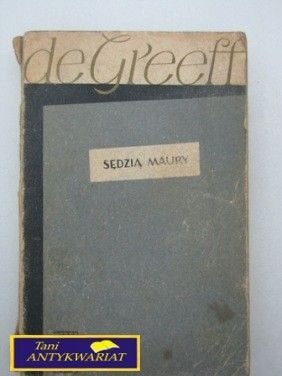 de Greeff
SĘDZIA MAURY
Tani
ANTYKWARIAT